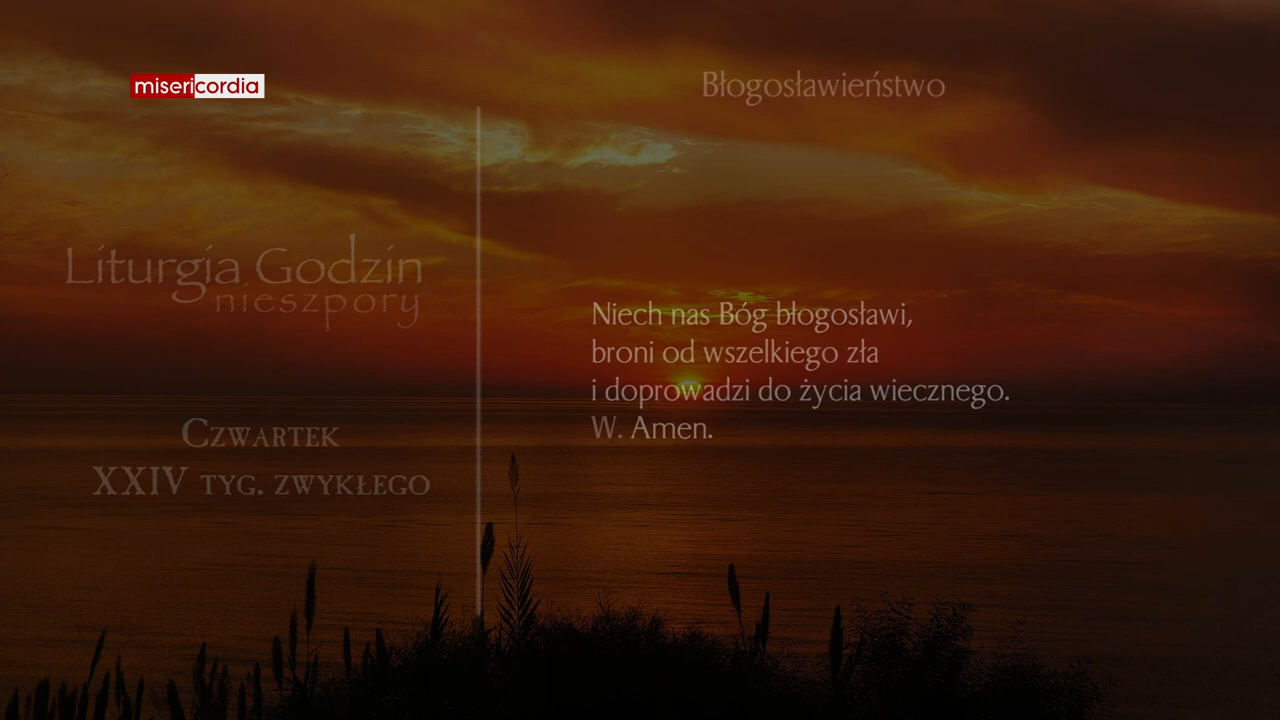 misericordia
Błogosławieństwo
Liturgia Godzin
nieszpory
Niech nas Bóg błogosławi,
broni od wszelkiego zła
i doprowadzi do życia wiecznego.
W. Amen.
Czwartek
XXIV tyg. zwykłego